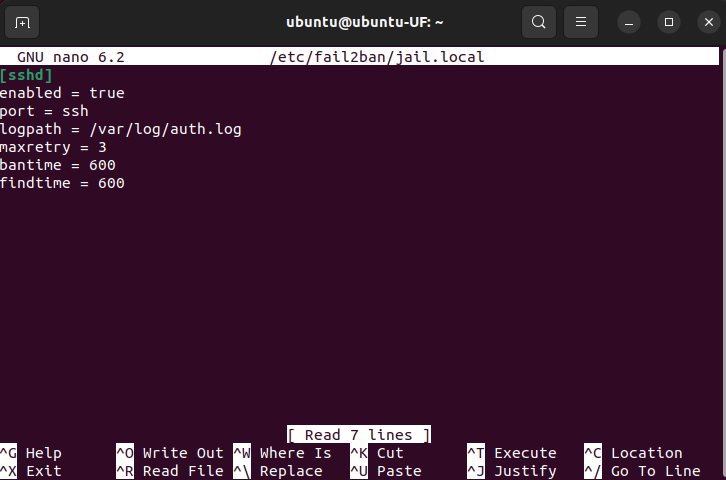 ubuntu@ubuntu-UF: ~
GNU nano 6.2 /etc/fail2ban/jail.local
[sshd]
enabled = true
port = ssh
logpath = /var/log/auth.log
maxretry = 3
bantime = 600
findtime = 600
[ Read 7 lines ]
^G Help ^O Write Out ^W Where Is ^K Cut ^T Execute ^C Location
^X Exit ^R Read File ^\ Replace ^U Paste ^J Justify ^/ Go To Line